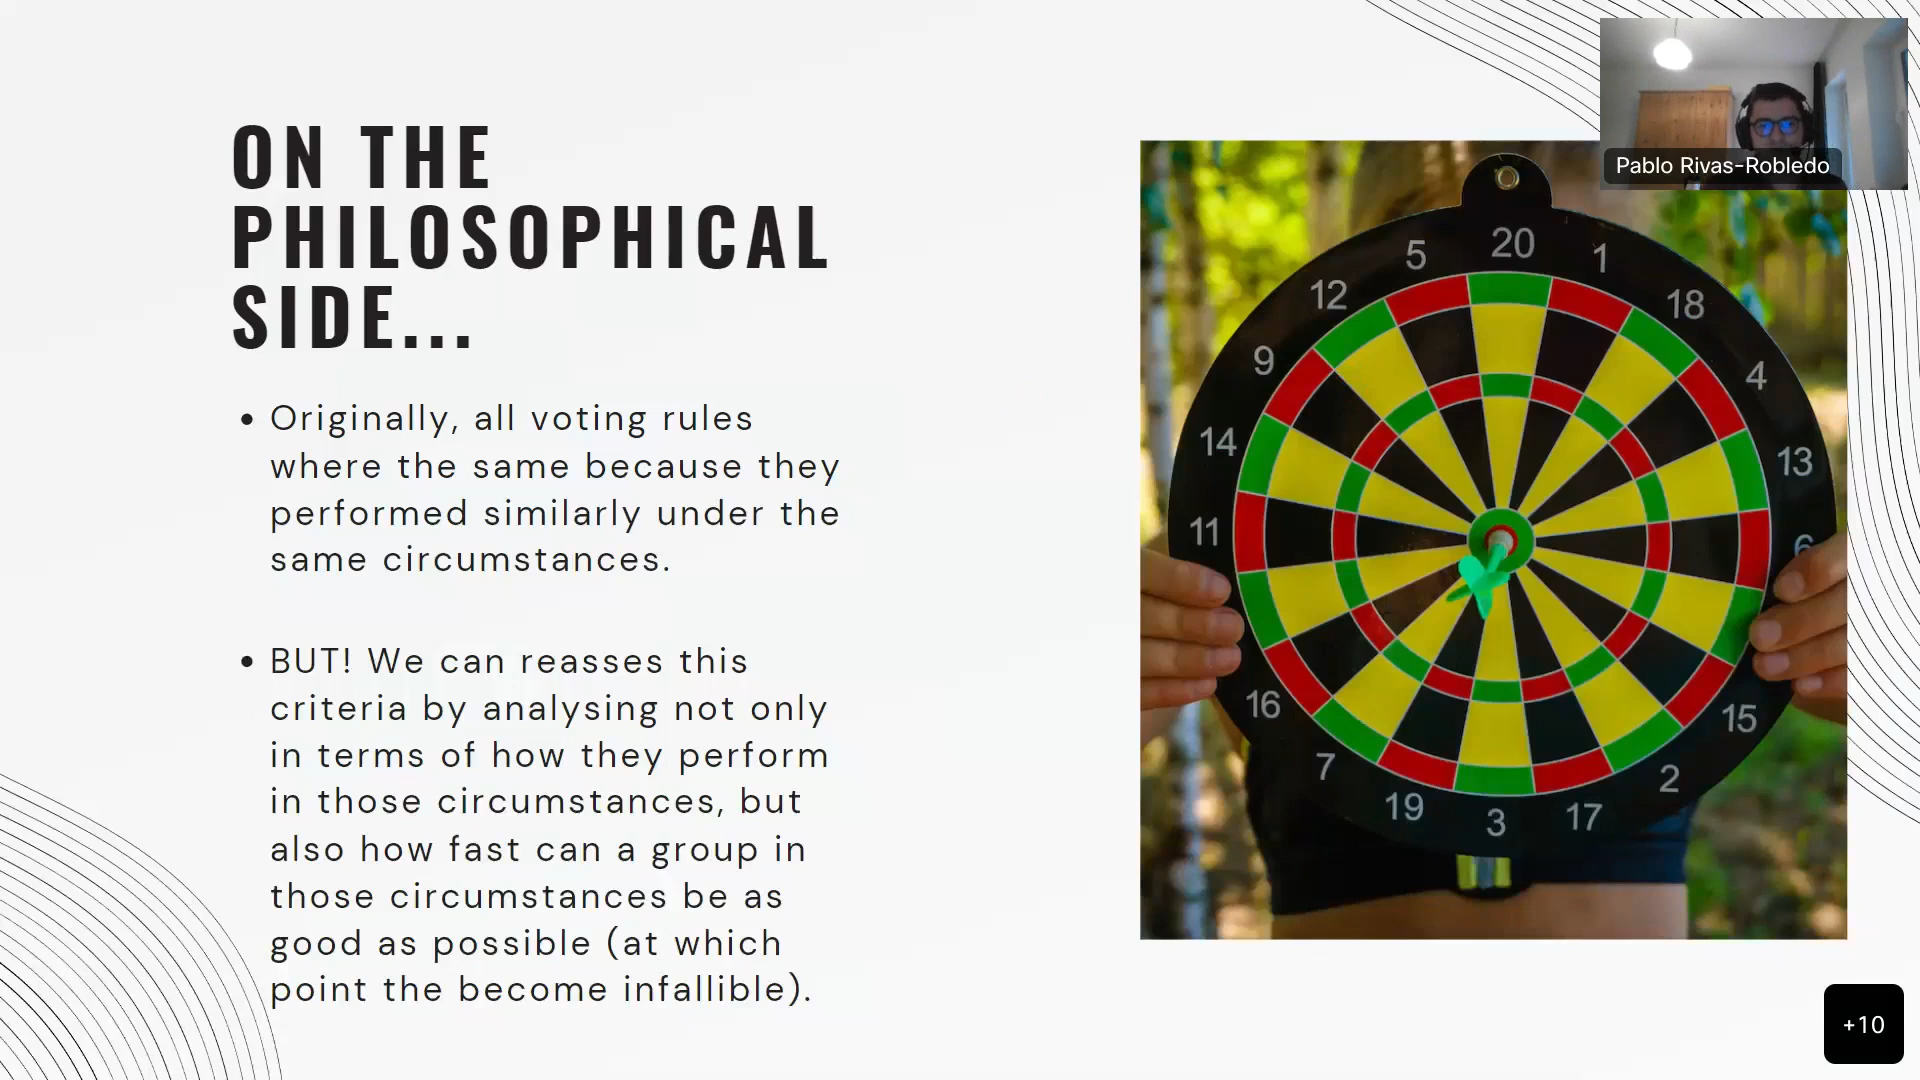 ON THE
PHILOSOPHICAL
SIDE...
Originally, all voting rules
where the same because they
performed similarly under the
same circumstances.
BUT! We can reasses this
criteria by analysing not only
in terms of how they perform
in those circumstances, but
also how fast can a group in
those circumstances be as
good as possible (at which
point the become infallible).
Pablo Rivas-Robledo
20
5
1
12
18
9
4
14
13
11
6
16
15
7
2
19
17
3
+10